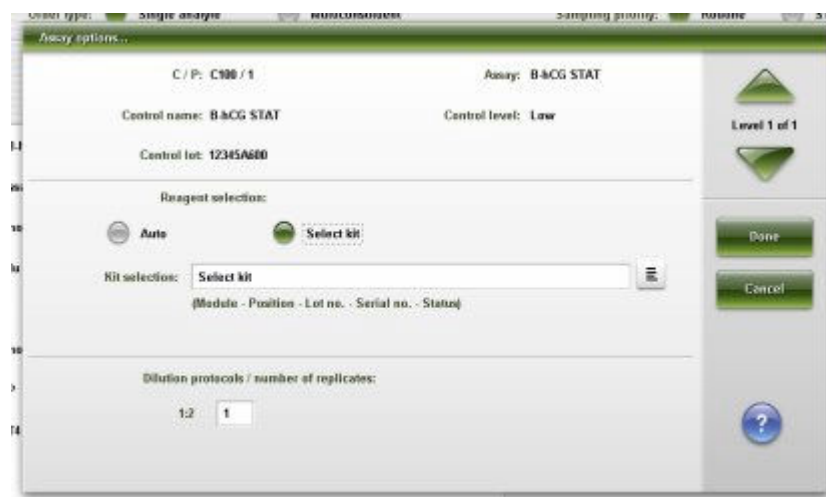 Order type: Single analyte Multiconstituent Sampling priority: Routine
Assay options...
C / P: C100 / 1 Assay: B-hCG STAT
Control name: B-hCG STAT Control level: Low
Control lot: 12345A600
Level 1 of 1
Reagent selection:
Auto Select kit
Done
Kit selection: Select kit
(Module - Position - Lot no. - Serial no. - Status)
Cancel
Dilution protocols / number of replicates:
1:2 1
?